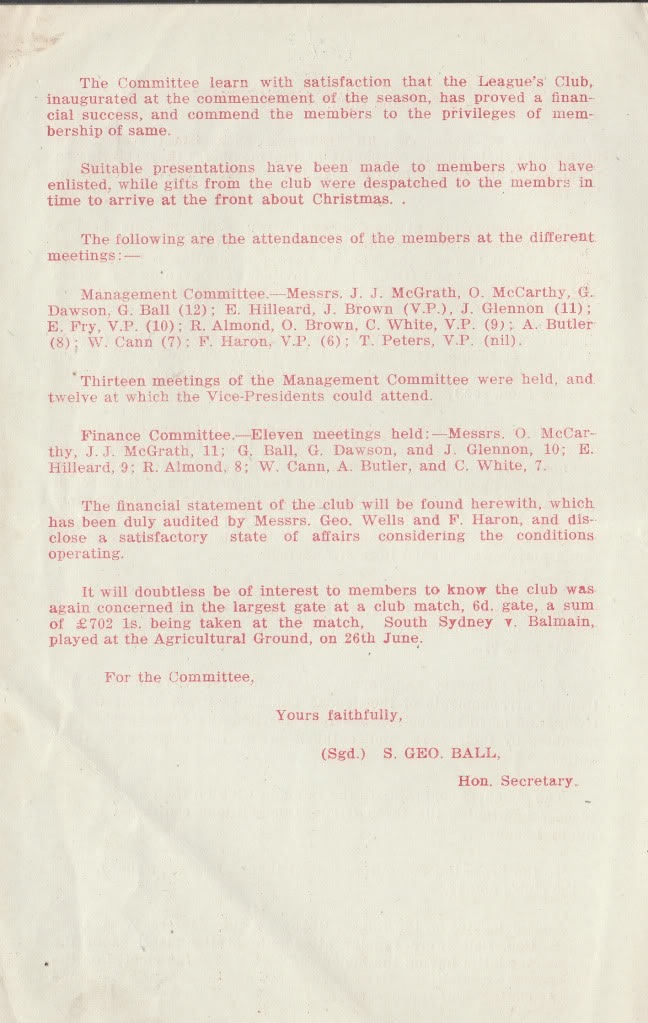 The Committee learn with satisfaction that the League's Club,
inaugurated at the commencement of the season, has proved a finan-
cial success, and commend the members to the privileges of mem-
bership of same.
Suitable presentations have been made to members who have
enlisted, while gifts from the club were despatched to the membrs in
time to arrive at the front about Christmas. .
The following are the attendances of the members at the different
meetings:—
Management Committee.—Messrs. J. J. McGrath, O. McCarthy, G.
Dawson, G. Ball (12); E. Hilleard, J. Brown (V.P.), J. Glennon (11);
E. Fry, V.P. (10); R. Almond, O. Brown, C. White, V.P. (9); A. Butler
(8); W. Cann (7); F. Haron, V.P. (6); T. Peters, V.P. (nil).
Thirteen meetings of the Management Committee were held, and
twelve at which the Vice-Presidents could attend.
Finance Committee.—Eleven meetings held:—Messrs. O. McCar-
thy, J. J. McGrath, 11; G. Ball, G. Dawson, and J. Glennon, 10; E.
Hilleard, 9; R. Almond, 8; W. Cann, A. Butler, and C. White, 7.
The financial statement of the club will be found herewith, which
has been duly audited by Messrs. Geo. Wells and F. Haron, and dis-
close a satisfactory state of affairs considering the conditions
operating.
It will doubtless be of interest to members to know the club was
again concerned in the largest gate at a club match, 6d. gate, a sum
of £702 1s. being taken at the match, South Sydney v. Balmain,
played at the Agricultural Ground, on 26th June.
For the Committee,
Yours faithfully,
(Sgd.) S. GEO. BALL,
Hon. Secretary.